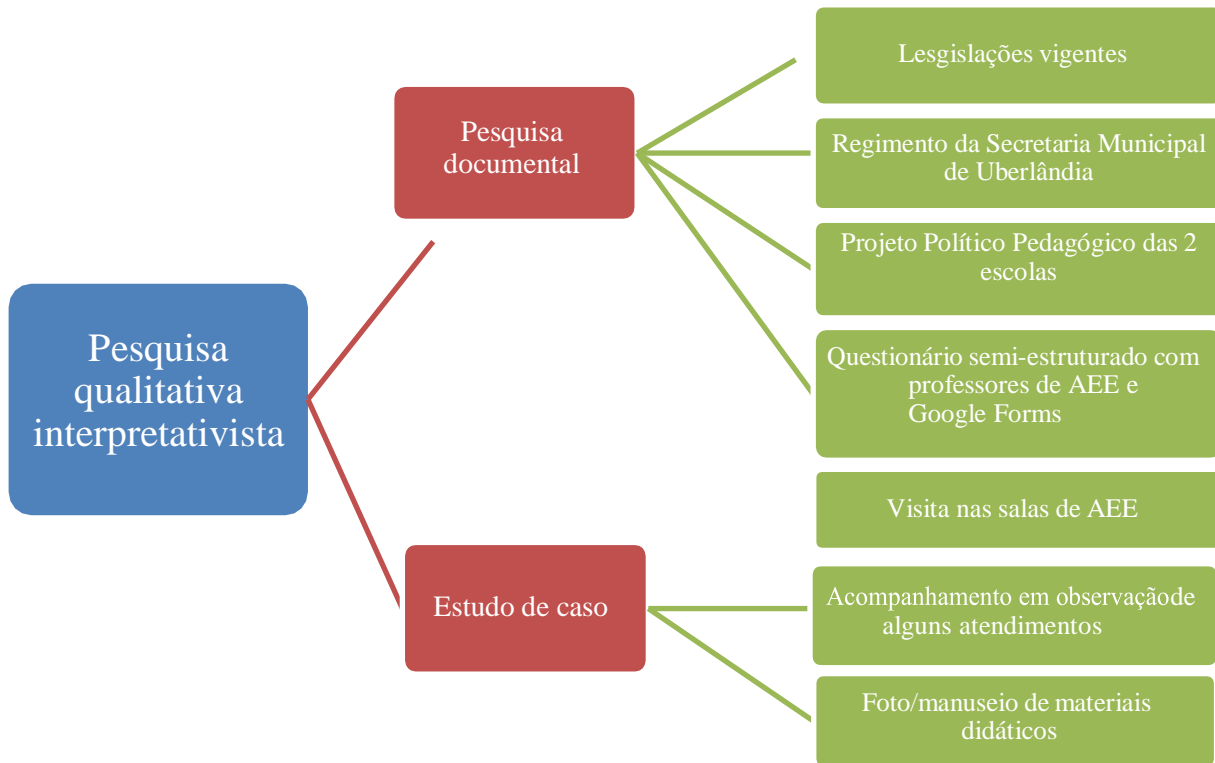 Pesquisa
qualitativa
interpretativista
Pesquisa
documental
Lesgislações vigentes
Regimento da Secretaria Municipal
de Uberlândia
Projeto Político Pedagógico das 2
escolas
Questionário semi-estruturado com
professores de AEE e
Google Forms
Visita nas salas de AEE
Estudo de caso
Acompanhamento em observaçãode
alguns atendimentos
Foto/manuseio de materiais
didáticos